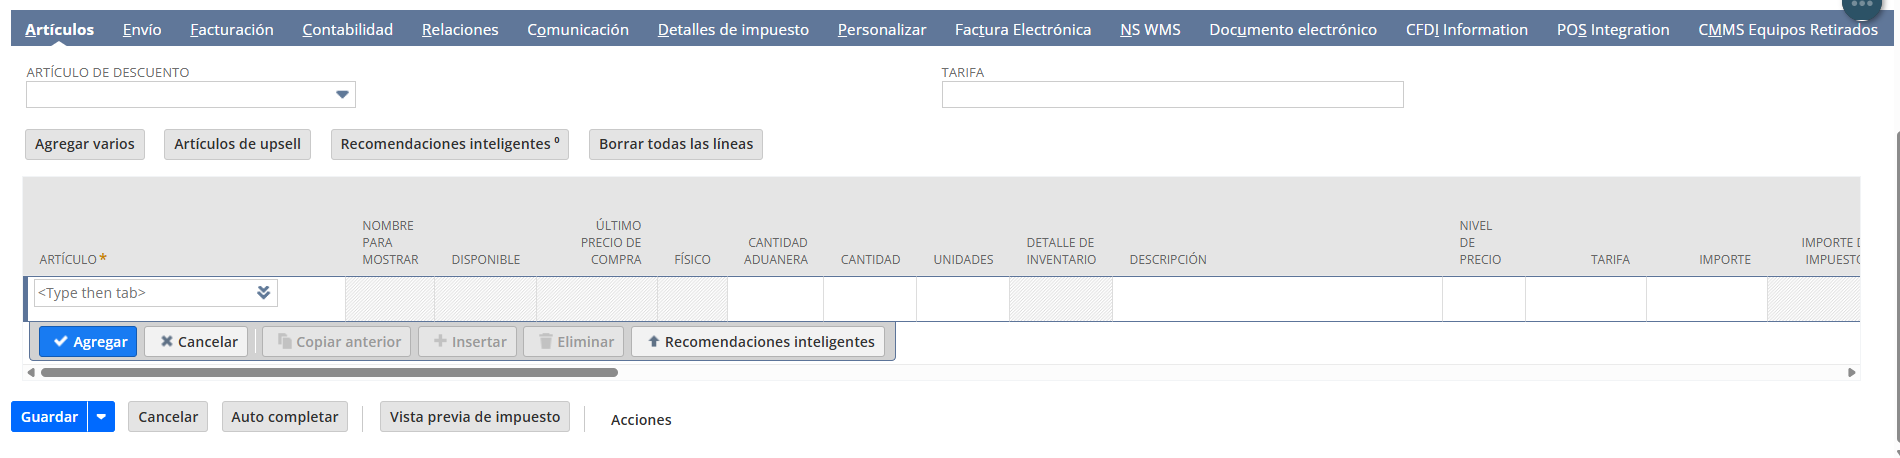 Artículos Envío Facturación Contabilidad Relaciones Comunicación Detalles de impuesto Personalizar Factura Electrónica NS WMS Documento electrónico CFDI Information POS Integration CMMS Equipos Retirados
ARTÍCULO DE DESCUENTO TARIFA
Agregar varios Artículos de upsell Recomendaciones inteligentes 0 Borrar todas las líneas
ARTÍCULO *
NOMBRE
PARA
MOSTRAR
DISPONIBLE
ÚLTIMO
PRECIO DE
COMPRA
FÍSICO
CANTIDAD
ADUANERA
CANTIDAD
UNIDADES
DETALLE DE
INVENTARIO
DESCRIPCIÓN
NIVEL
DE
PRECIO
TARIFA
IMPORTE
IMPORTE D
IMPUESTO
<Type then tab>
Agregar Cancelar Copiar anterior Insertar Eliminar Recomendaciones inteligentes
Guardar Cancelar Auto completar Vista previa de impuesto Acciones